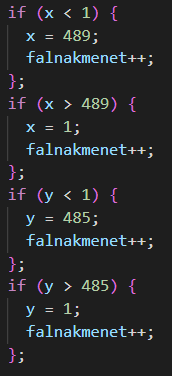 if (x < 1) {
  x = 489;
  falnakmenet++;
};
if (x > 489) {
  x = 1;
  falnakmenet++;
};
if (y < 1) {
  y = 485;
  falnakmenet++;
};
if (y > 485) {
  y = 1;
  falnakmenet++;
};